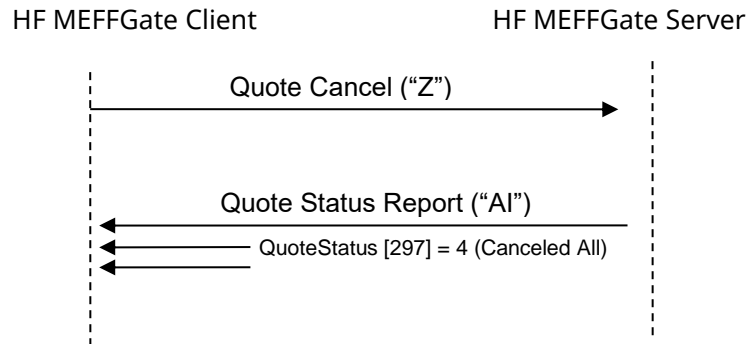 HF MEFFGate Client
HF MEFFGate Server
Quote Cancel (“Z”)
Quote Status Report (“AI”)
QuoteStatus [297] = 4 (Canceled All)